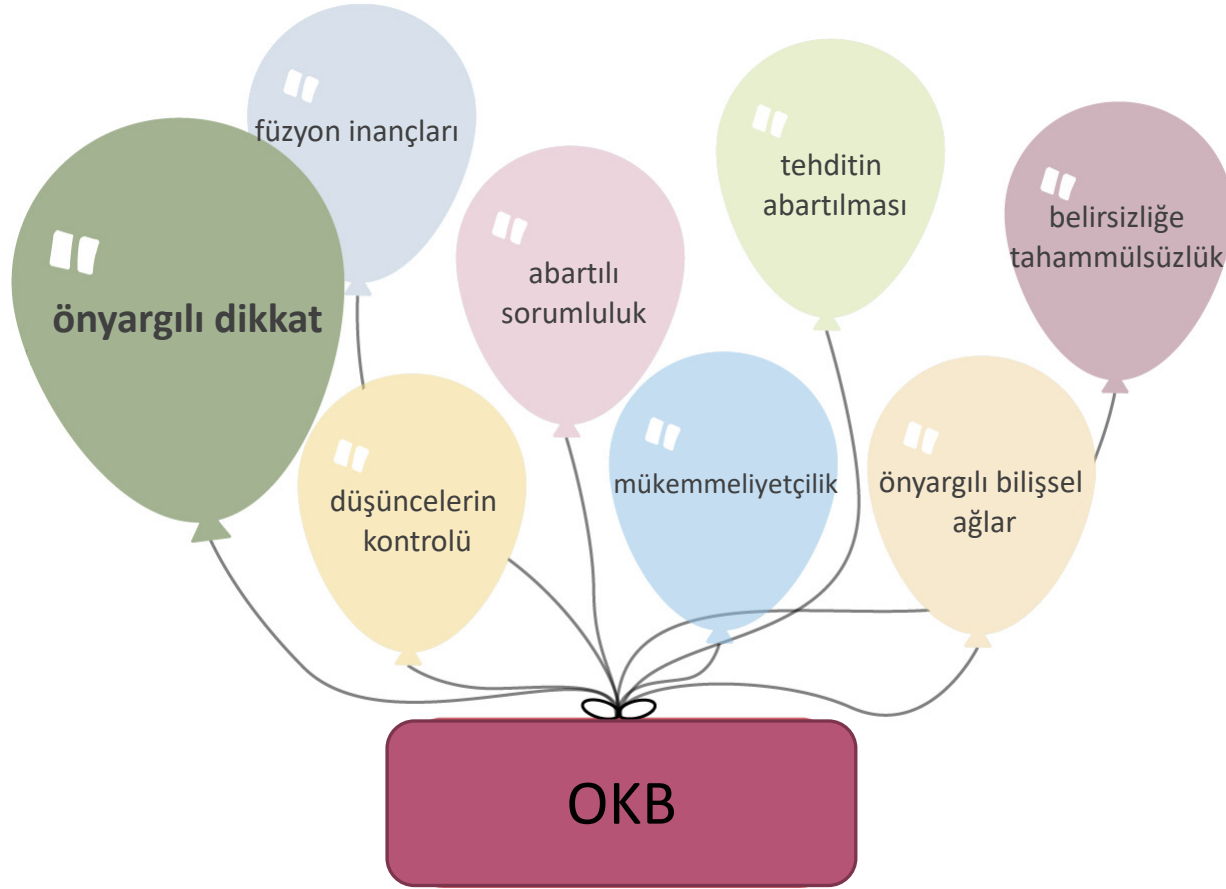 füzyon inançları
önyargılı dikkat
abartılı
sorumluluk
tehditin
abartılması
belirsizliğe
tahammülsüzlük
düşüncelerin
kontrolü
mükemmeliyetçilik
önyargılı bilişsel
ağlar
OKB